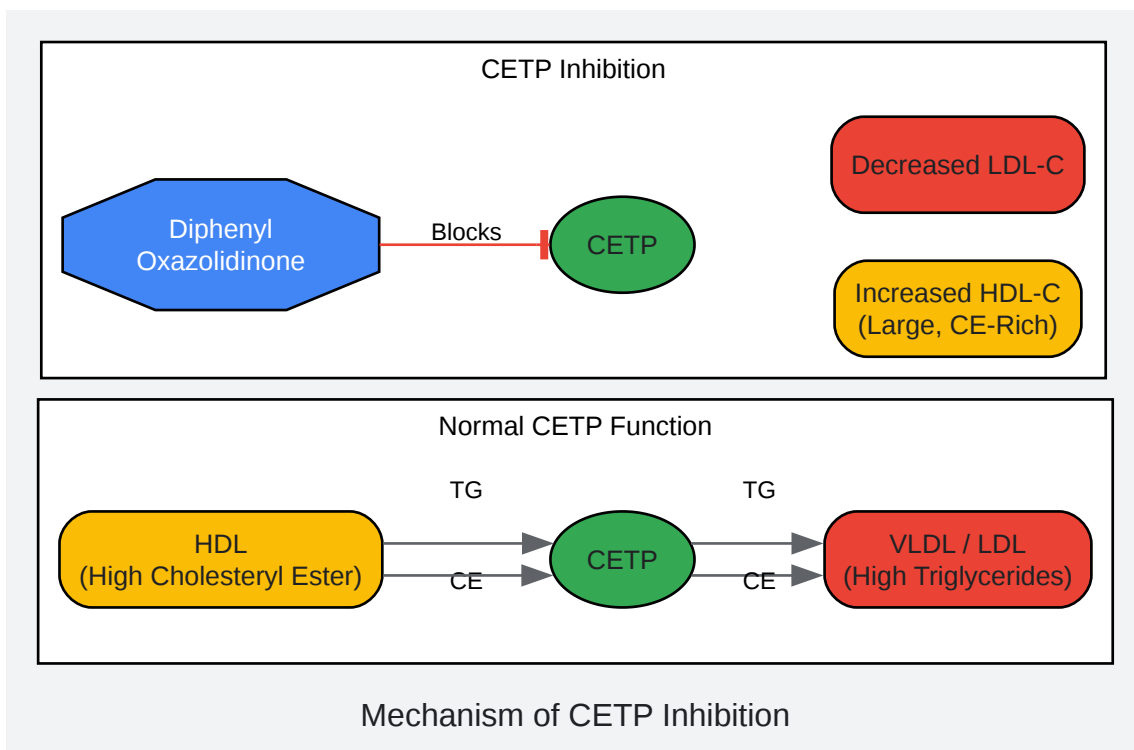 CETP Inhibition
Decreased LDL-C
Diphenyl
Oxazolidinone
Blocks
CETP
Increased HDL-C
(Large, CE-Rich)
Normal CETP Function
TG
TG
HDL
(High Cholesteryl Ester)
CETP
VLDL / LDL
(High Triglycerides)
CE
CE
Mechanism of CETP Inhibition